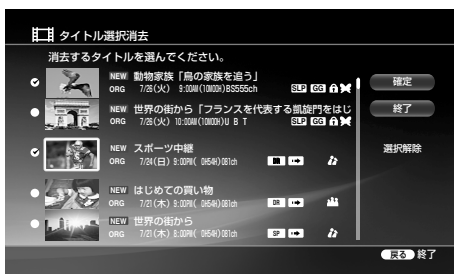 タイトル選択消去
消去するタイトルを選んでください。
NEW 動物家族「鳥の家族を追う」
ORG 7/26(火) 9:00AM(10M00H)BS555ch SLP GG
NEW 世界の街から「フランスを代表する凱旋門をはじ
ORG 7/26(火) 10:00AM(10M00H)U B T SLP GG
NEW スポーツ中継
ORG 7/24(日) 9:00PM( 0H54H)081ch
NEW はじめての買い物
ORG 7/21(木) 8:00PM( 0H54H)081ch DR
NEW 世界の街から
ORG 7/21(木) 8:00PM( 0H54H)081ch SP
確定
終了
選択解除
戻る 終了